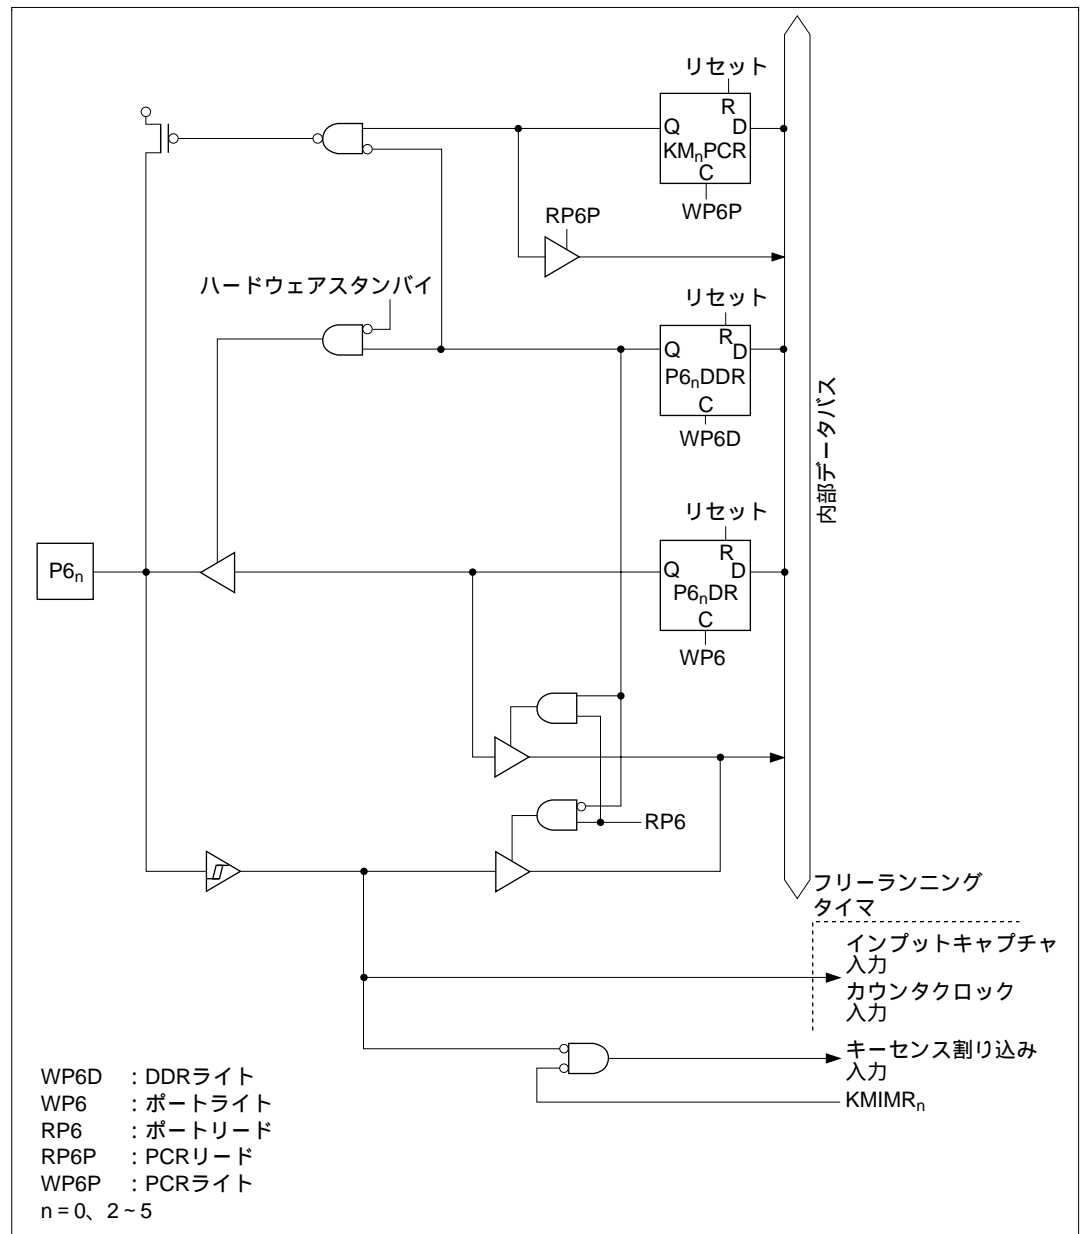 リセット
R
Q
D
KMnPCR
C
WP6P
RP6P
ハードウェアスタンバイ
リセット
R
Q
D
P6nDDR
C
WP6D
内部データバス
リセット
R
Q
D
P6nDR
C
WP6
P6n
RP6
フリーランニング
タイマ
インプットキャプチャ
入力
カウンタクロック
入力
キーセンス割り込み
入力
KMIMRn
WP6D :DDRライト
WP6 :ポートライト
RP6 :ポートリード
RP6P :PCRリード
WP6P :PCRライト
n = 0、2~5